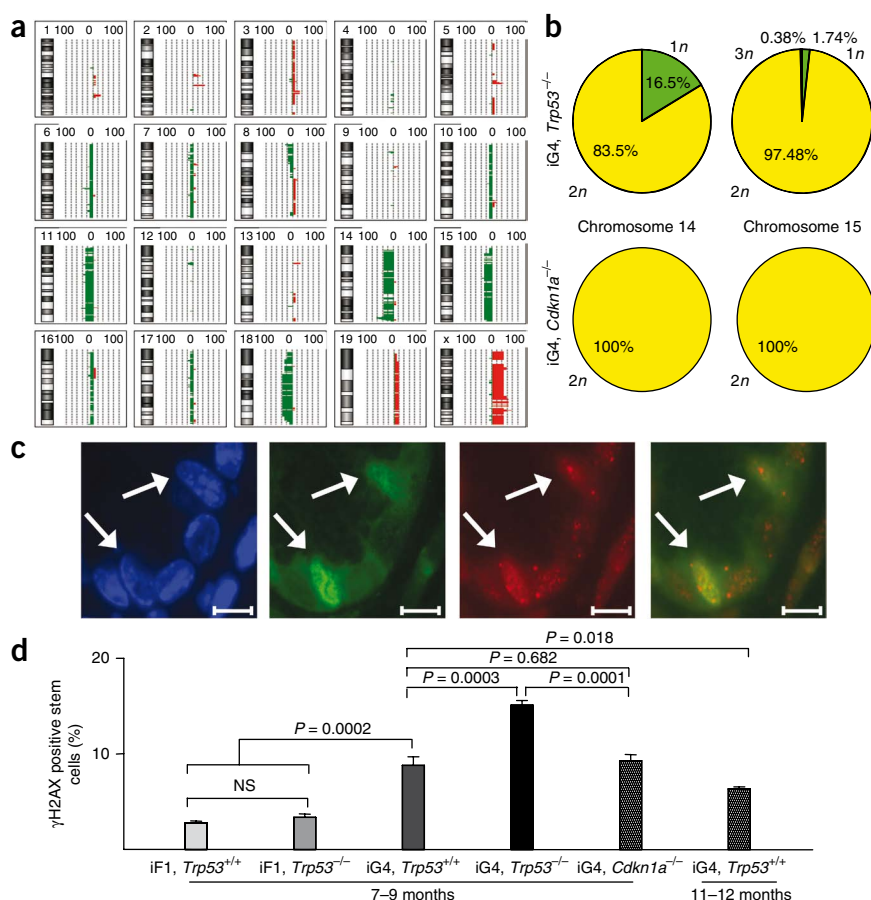 a
1 100 0 100
2 100 0 100
3 100 0 100
4 100 0 100
5 100 0 100
6 100 0 100
7 100 0 100
8 100 0 100
9 100 0 100
10 100 0 100
11 100 0 100
12 100 0 100
13 100 0 100
14 100 0 100
15 100 0 100
16 100 0 100
17 100 0 100
18 100 0 100
19 100 0 100
x 100 0 100
b
iG4, Trp53−/−
1n
16.5%
83.5%
2n
0.38%
1.74%
3n
1n
97.48%
2n
Chromosome 14
Chromosome 15
iG4, Cdkn1a−/−
100%
2n
100%
2n
c
d
γH2AX positive stem
cells (%)
20
10
P = 0.018
P = 0.682
P = 0.0003
P = 0.0001
P = 0.0002
NS
iF1, Trp53+/+
iF1, Trp53−/−
iG4, Trp53+/+
iG4, Trp53−/−
iG4, Cdkn1a−/−
iG4, Trp53+/+
7–9 months
11–12 months